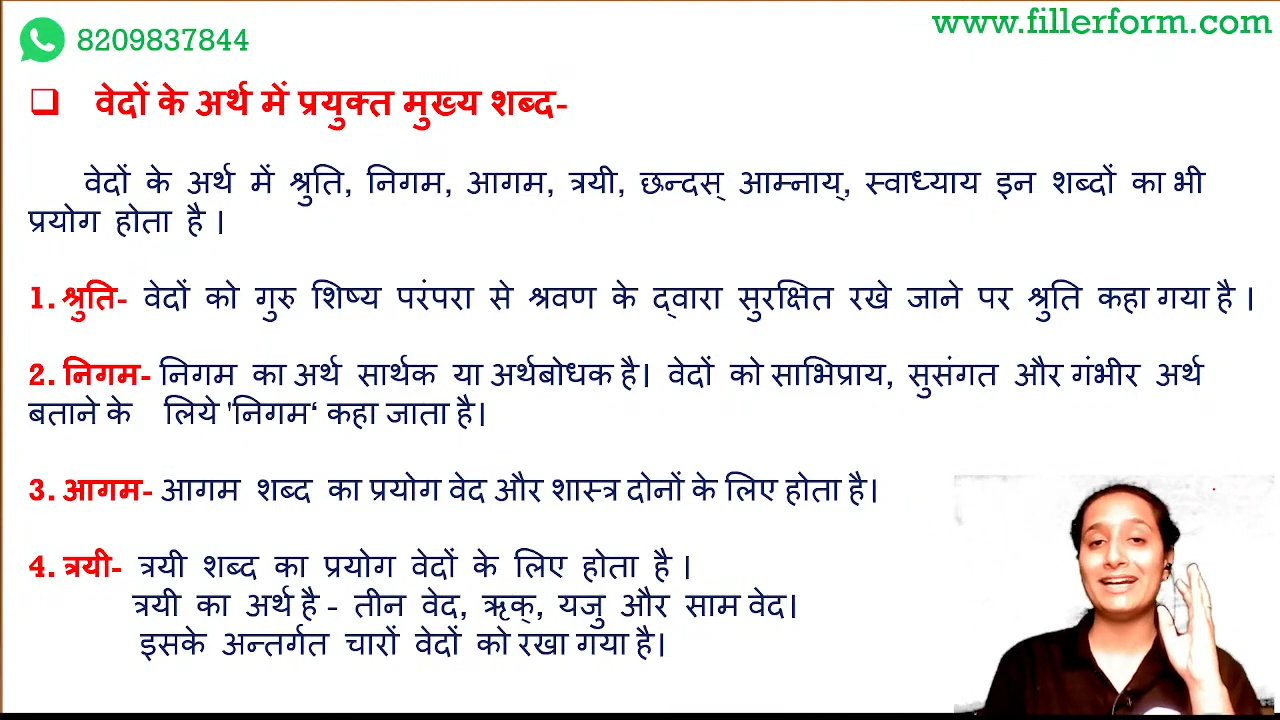 8209837844
www.fillerform.com
वेदों के अर्थ में प्रयुक्त मुख्य शब्द-
वेदों के अर्थ में श्रुति, निगम, आगम, त्रयी, छन्दस् आम्नाय्, स्वाध्याय इन शब्दों का भी
प्रयोग होता है ।
1. श्रुति- वेदों को गुरु शिष्य परंपरा से श्रवण के द्वारा सुरक्षित रखे जाने पर श्रुति कहा गया है ।
2. निगम- निगम का अर्थ सार्थक या अर्थबोधक है। वेदों को साभिप्राय, सुसंगत और गंभीर अर्थ
बताने के लिये 'निगम‘ कहा जाता है।
3. आगम- आगम शब्द का प्रयोग वेद और शास्त्र दोनों के लिए होता है।
4. त्रयी- त्रयी शब्द का प्रयोग वेदों के लिए होता है ।
त्रयी का अर्थ है - तीन वेद, ऋक्, यजु और साम वेद।
इसके अन्तर्गत चारों वेदों को रखा गया है।